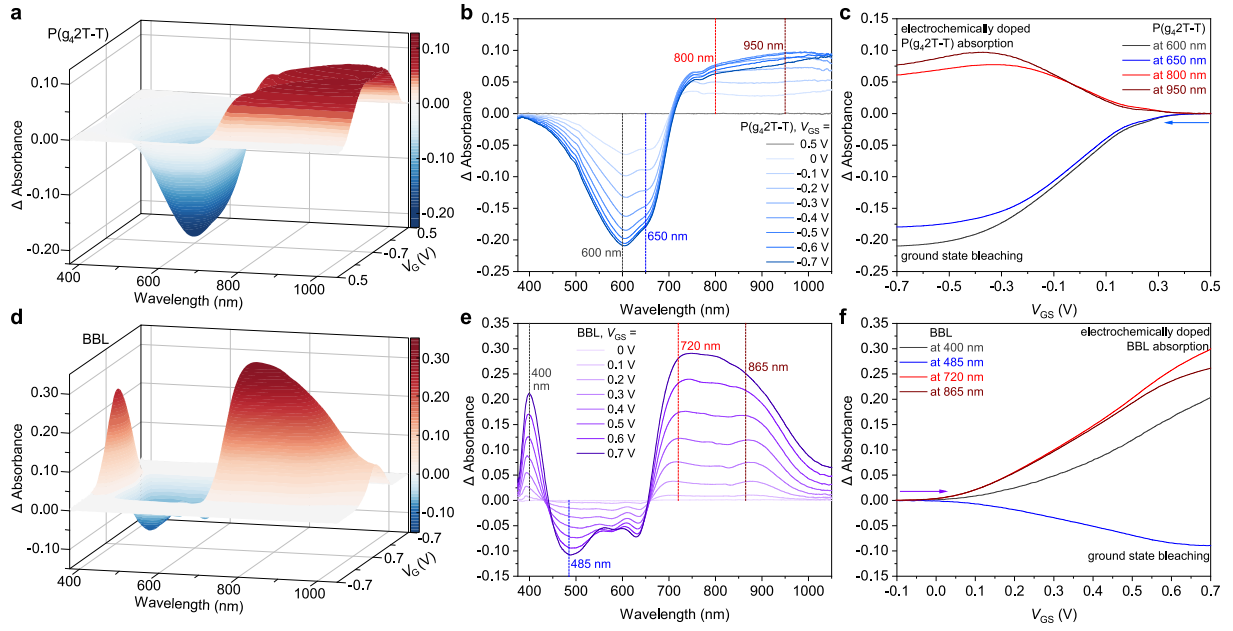 a
P(g₄2T-T)
Δ Absorbance
0.10
0.00
-0.10
-0.20
400
600
800
1000
Wavelength (nm)
0.5
-0.7
0.5
V_G (V)
0.10
0.00
-0.10
-0.20
b
Δ Absorbance
0.15
0.10
0.05
0.00
-0.05
-0.10
-0.15
-0.20
0.25
950 nm
800 nm
600 nm
650 nm
P(g₄2T-T), V_GS =
0.5 V
0 V
-0.1 V
-0.2 V
-0.3 V
-0.4 V
-0.5 V
-0.6 V
-0.7 V
400 500 600 700 800 900 1000
Wavelength (nm)
c
Δ Absorbance
0.15
0.10
0.05
0.00
-0.05
-0.10
-0.15
-0.20
0.25
electrochemically doped
P(g₄2T-T) absorption
P(g₄2T-T)
at 600 nm
at 650 nm
at 800 nm
at 950 nm
ground state bleaching
-0.7 -0.5 -0.3 -0.1 0.1 0.3 0.5
V_GS (V)
d
BBL
Δ Absorbance
0.30
0.20
0.10
0.00
-0.10
400
600
800
1000
Wavelength (nm)
-0.7
0.7
-0.7
V_G (V)
0.30
0.20
0.10
0.00
-0.10
e
Δ Absorbance
0.35
0.30
0.25
0.20
0.15
0.10
0.05
0.00
-0.05
-0.10
0.15
400
nm
BBL, V_GS =
0 V
0.1 V
0.2 V
0.3 V
0.4 V
0.5 V
0.6 V
0.7 V
720 nm
865 nm
485 nm
400 500 600 700 800 900 1000
Wavelength (nm)
f
Δ Absorbance
0.35
0.30
0.25
0.20
0.15
0.10
0.05
0.00
-0.05
-0.10
0.15
BBL
at 400 nm
at 485 nm
at 720 nm
at 865 nm
electrochemically doped
BBL absorption
ground state bleaching
-0.1 0.0 0.1 0.2 0.3 0.4 0.5 0.6 0.7
V_GS (V)